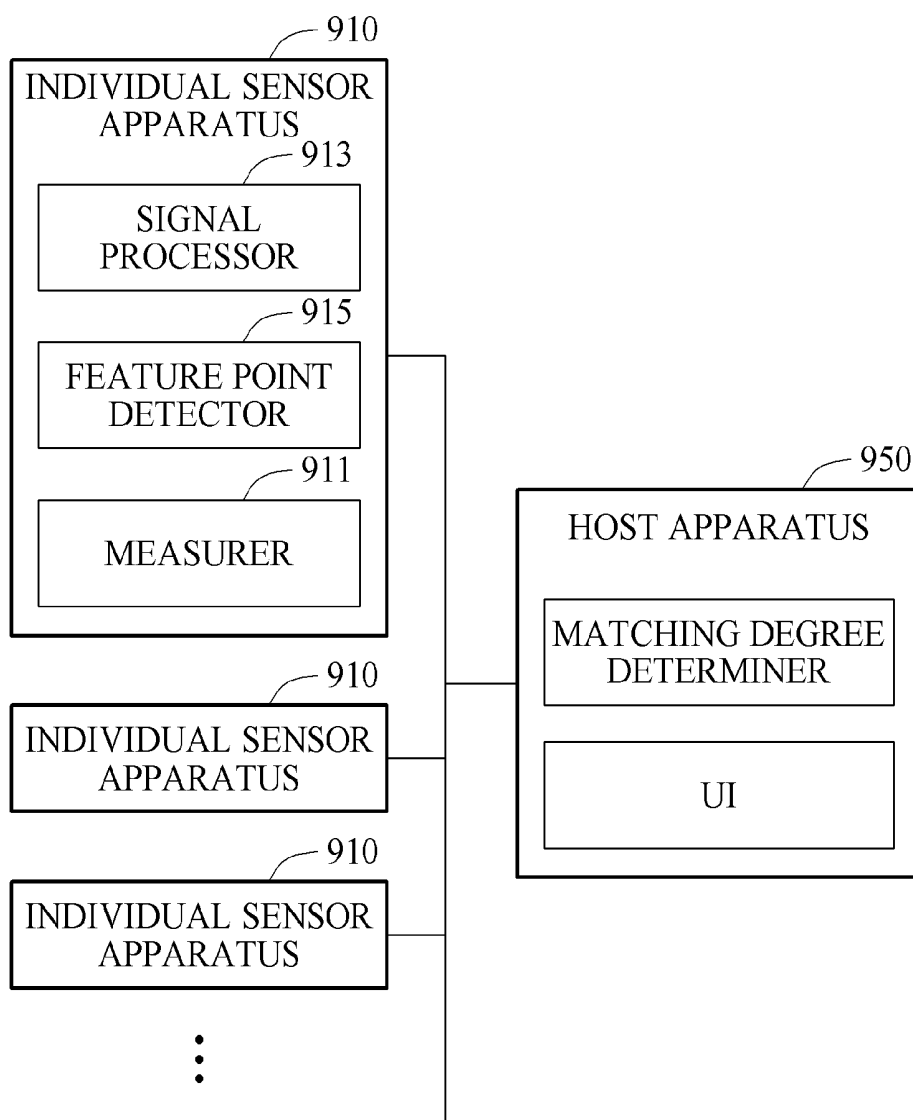 910
INDIVIDUAL SENSOR
APPARATUS
913
SIGNAL
PROCESSOR
915
FEATURE POINT
DETECTOR
911
MEASURER
910
INDIVIDUAL SENSOR
APPARATUS
910
INDIVIDUAL SENSOR
APPARATUS
950
HOST APPARATUS
MATCHING DEGREE
DETERMINER
UI